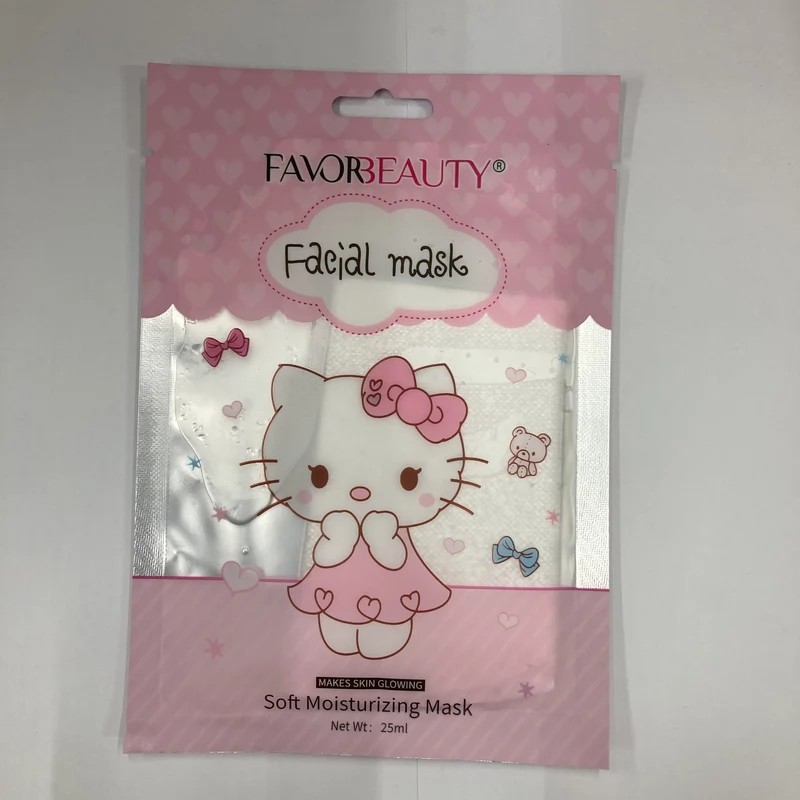 FAVORBEAUTY®
Facial mask
MAKES SKIN GLOWING
Soft Moisturizing Mask
Net Wt: 25ml